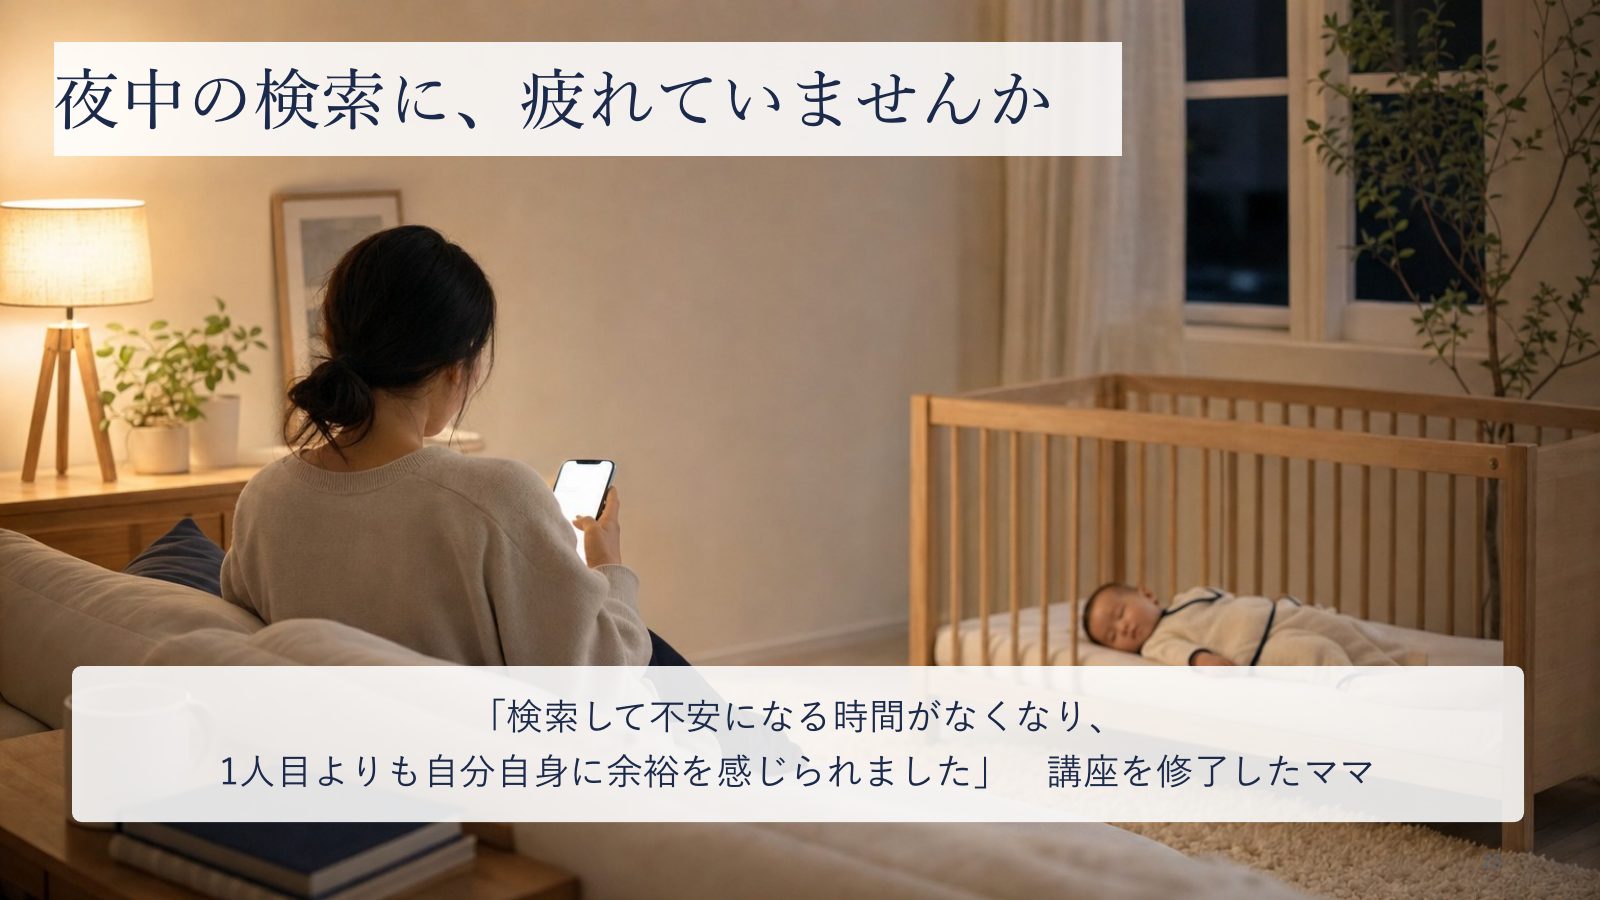 夜中の検索に、疲れていませんか
「検索して不安になる時間がなくなり、
1人目よりも自分自身に余裕を感じられました」　講座を修了したママ